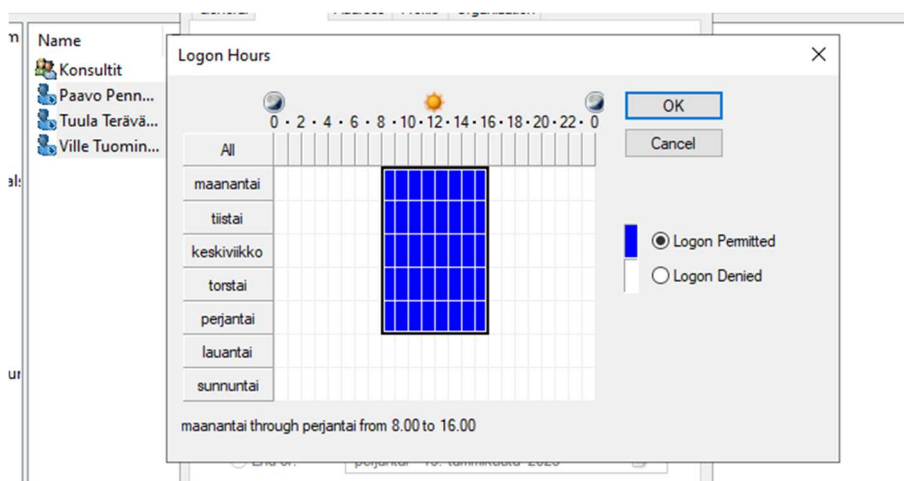 General
Address
Profile
Organization
Name
Konsultit
Paavo Penn...
Tuula Terävä...
Ville Tuomin...
Logon Hours
0 · 2 · 4 · 6 · 8 · 10 · 12 · 14 · 16 · 18 · 20 · 22 · 0
All
maanantai
tiistai
keskiviikko
torstai
perjantai
lauantai
sunnuntai
OK
Cancel
Logon Permitted
Logon Denied
maanantai through perjantai from 8.00 to 16.00
End of: